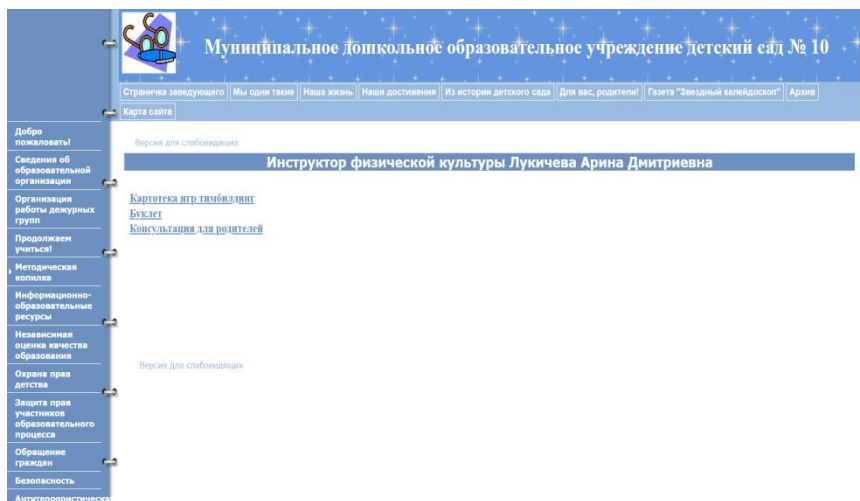 Муниципальное дошкольное образовательное учреждение детский сад № 10
Страничка заведующего Мы одни такие Наша жизнь Наши достижения Из истории детского сада Для вас, родители! Газета "Звездный калейдоскоп" Архив
Карта сайта
Добро
пожаловать!
Сведения об
образовательной
организации
Организация
работы дежурных
групп
Продолжаем
учиться!
Методическая
копилка
Информационно-
образовательные
ресурсы
Независимая
оценка качества
образования
Охрана прав
детства
Защита прав
участников
образовательного
процесса
Обращение
граждан
Безопасность
Антитеррористическа
Версия для слабовидящих
Инструктор физической культуры Лукичева Арина Дмитриевна
Картотека игр тимбилдинг
Буклет
Консультация для родителей
Версия для слабовидящих